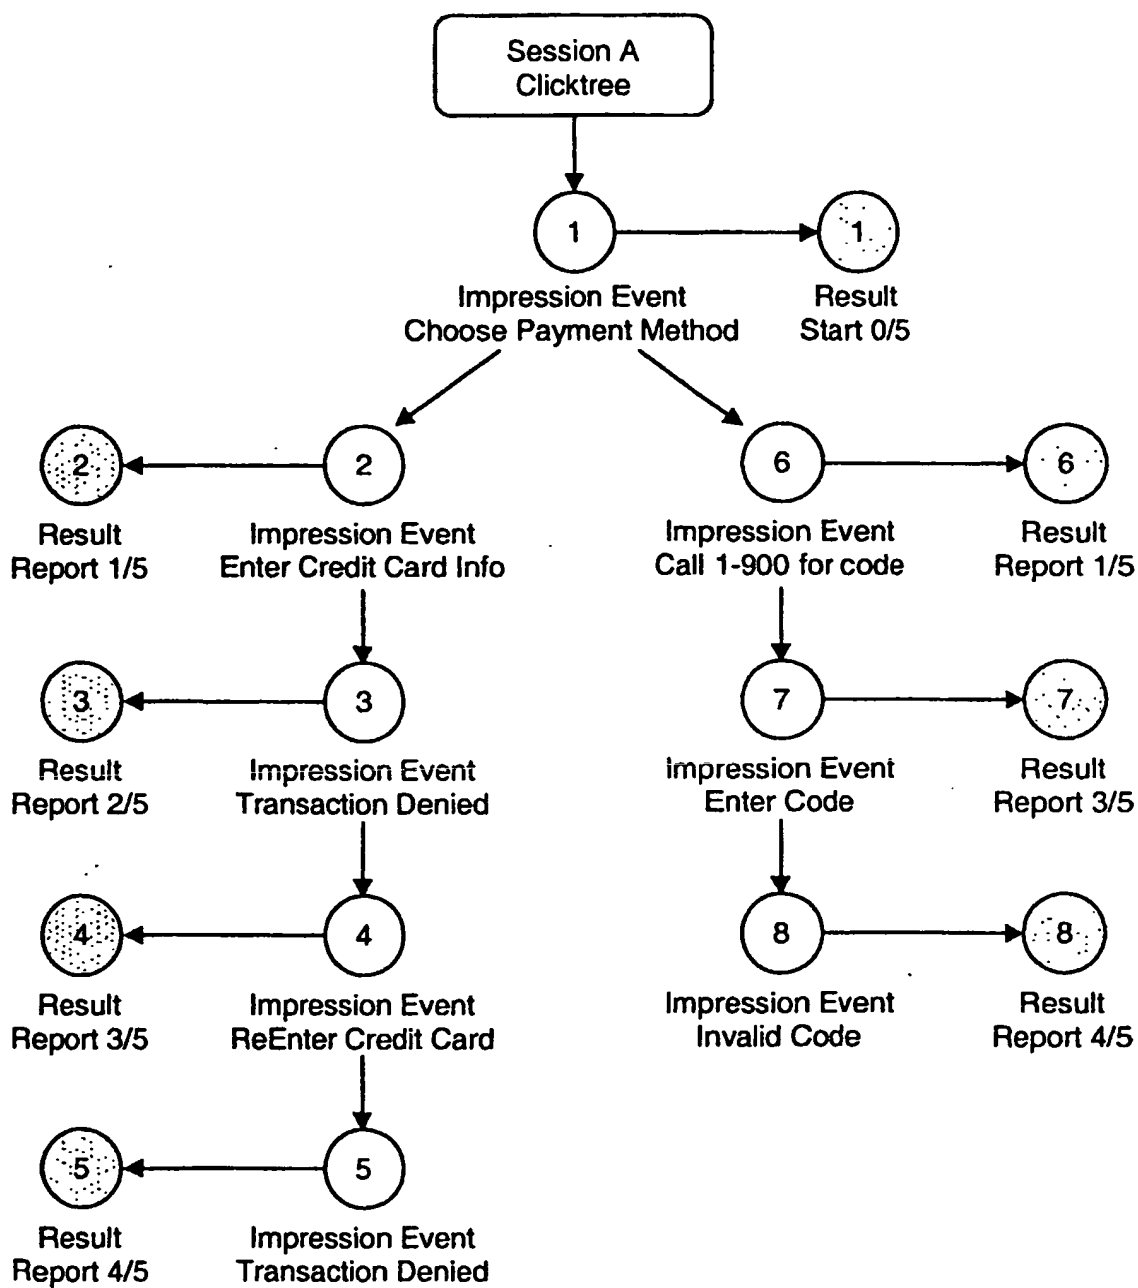 Session A
Clicktree
1
1
Impression Event
Choose Payment Method
Result
Start 0/5
2
2
6
6
Result
Report 1/5
Impression Event
Enter Credit Card Info
Impression Event
Call 1-900 for code
Result
Report 1/5
3
3
7
7
Result
Report 2/5
Impression Event
Transaction Denied
Impression Event
Enter Code
Result
Report 3/5
4
4
8
8
Result
Report 3/5
Impression Event
ReEnter Credit Card
Impression Event
Invalid Code
Result
Report 4/5
5
5
Result
Report 4/5
Impression Event
Transaction Denied